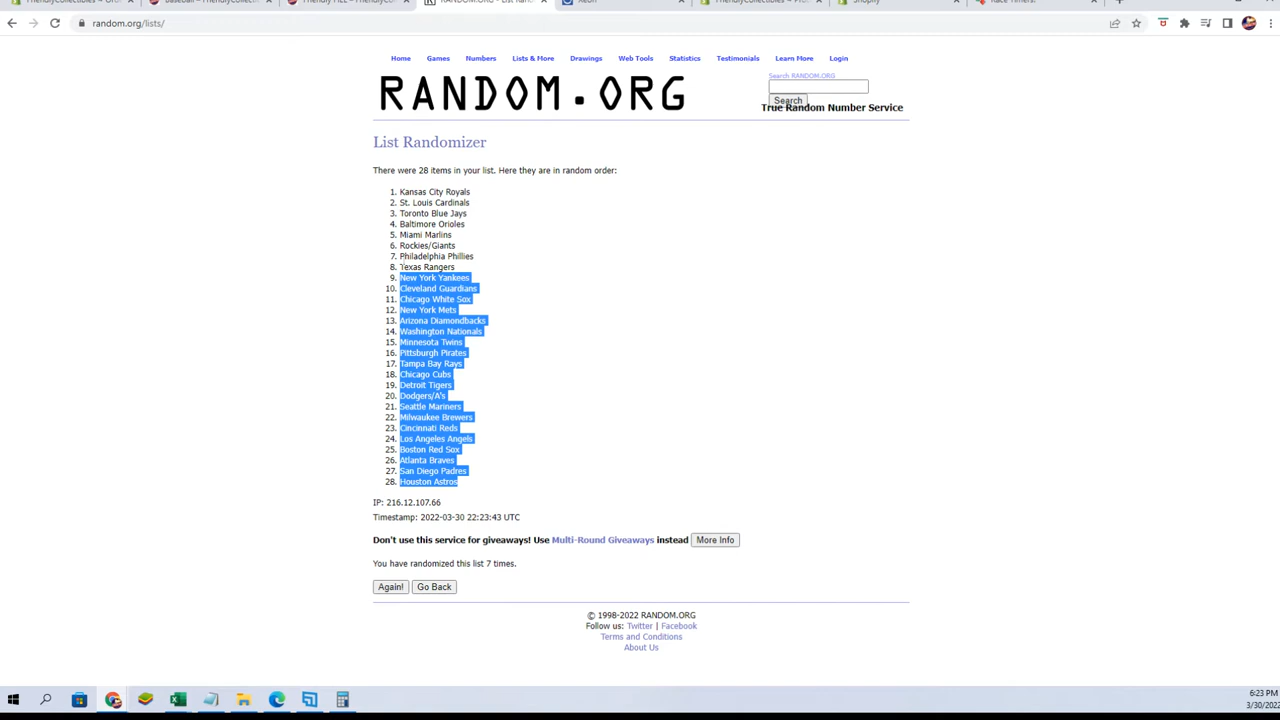 random.org/lists/
Home Games Numbers Lists & More Drawings Web Tools Statistics Testimonials Learn More Login
RANDOM.ORG
Search RANDOM.ORG
Search
True Random Number Service
List Randomizer
There were 28 items in your list. Here they are in random order:
1. Kansas City Royals
2. St. Louis Cardinals
3. Toronto Blue Jays
4. Baltimore Orioles
5. Miami Marlins
6. Rockies/Giants
7. Philadelphia Phillies
8. Texas Rangers
9. New York Yankees
10. Cleveland Guardians
11. Chicago White Sox
12. New York Mets
13. Arizona Diamondbacks
14. Washington Nationals
15. Minnesota Twins
16. Pittsburgh Pirates
17. Tampa Bay Rays
18. Chicago Cubs
19. Detroit Tigers
20. Dodgers/A's
21. Seattle Mariners
22. Milwaukee Brewers
23. Cincinnati Reds
24. Los Angeles Angels
25. Boston Red Sox
26. Atlanta Braves
27. San Diego Padres
28. Houston Astros
IP: 216.12.107.66
Timestamp: 2022-03-30 22:23:43 UTC
Don't use this service for giveaways! Use Multi-Round Giveaways instead More Info
You have randomized this list 7 times.
Again! Go Back
© 1998-2022 RANDOM.ORG
Follow us: Twitter | Facebook
Terms and Conditions
About Us
6:23 PM
3/30/202